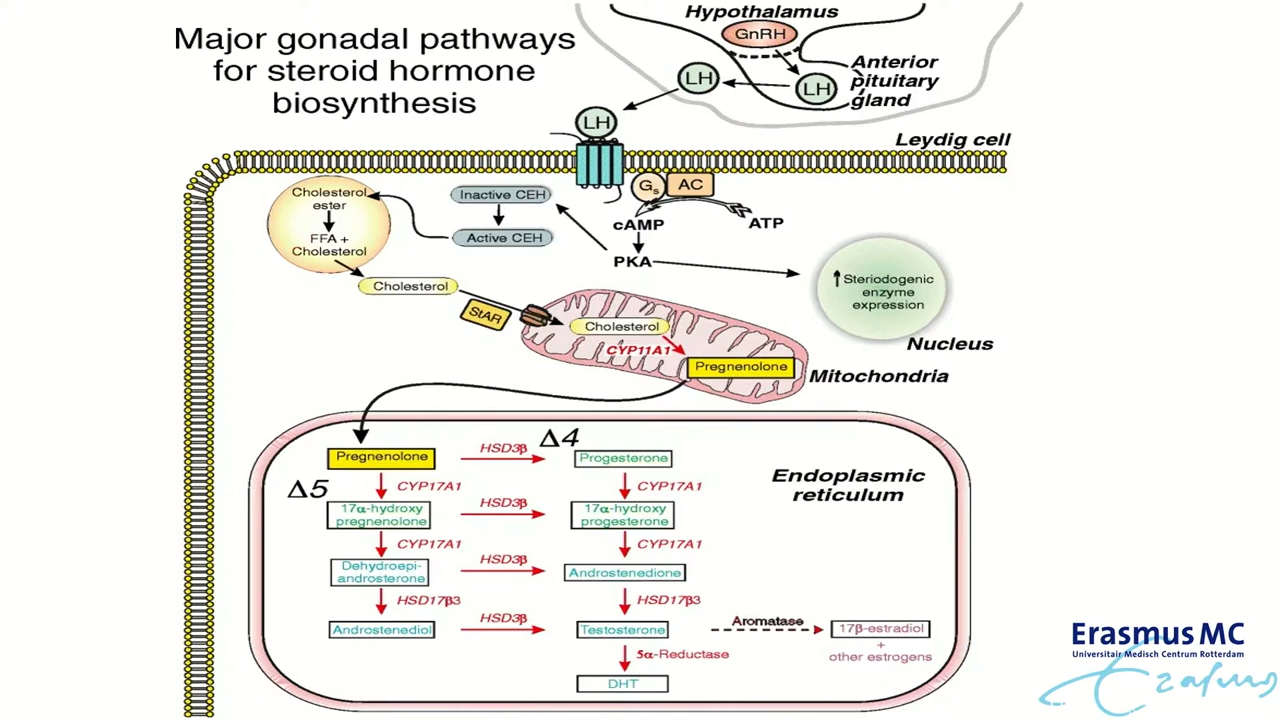 Major gonadal pathways
for steroid hormone
biosynthesis
Hypothalamus
GnRH
Anterior
pituitary
gland
LH
LH
LH
Leydig cell
Cholesterol
ester
FFA +
Cholesterol
Inactive CEH
Active CEH
Gs
AC
cAMP
ATP
PKA
Cholesterol
StAR
Cholesterol
CYP11A1
Pregnenolone
Mitochondria
Steriodogenic
enzyme
expression
Nucleus
Endoplasmic
reticulum
Δ5
Δ4
Pregnenolone
HSD3β
Progesterone
CYP17A1
CYP17A1
17α-hydroxy
pregnenolone
HSD3β
17α-hydroxy
progesterone
CYP17A1
CYP17A1
Dehydroepi-
androsterone
HSD3β
Androstenedione
HSD17β3
HSD17β3
Androstenediol
HSD3β
Testosterone
Aromatase
17β-estradiol
+
other estrogens
5α-Reductase
DHT
Erasmus MC
Universitair Medisch Centrum Rotterdam
Erasmus